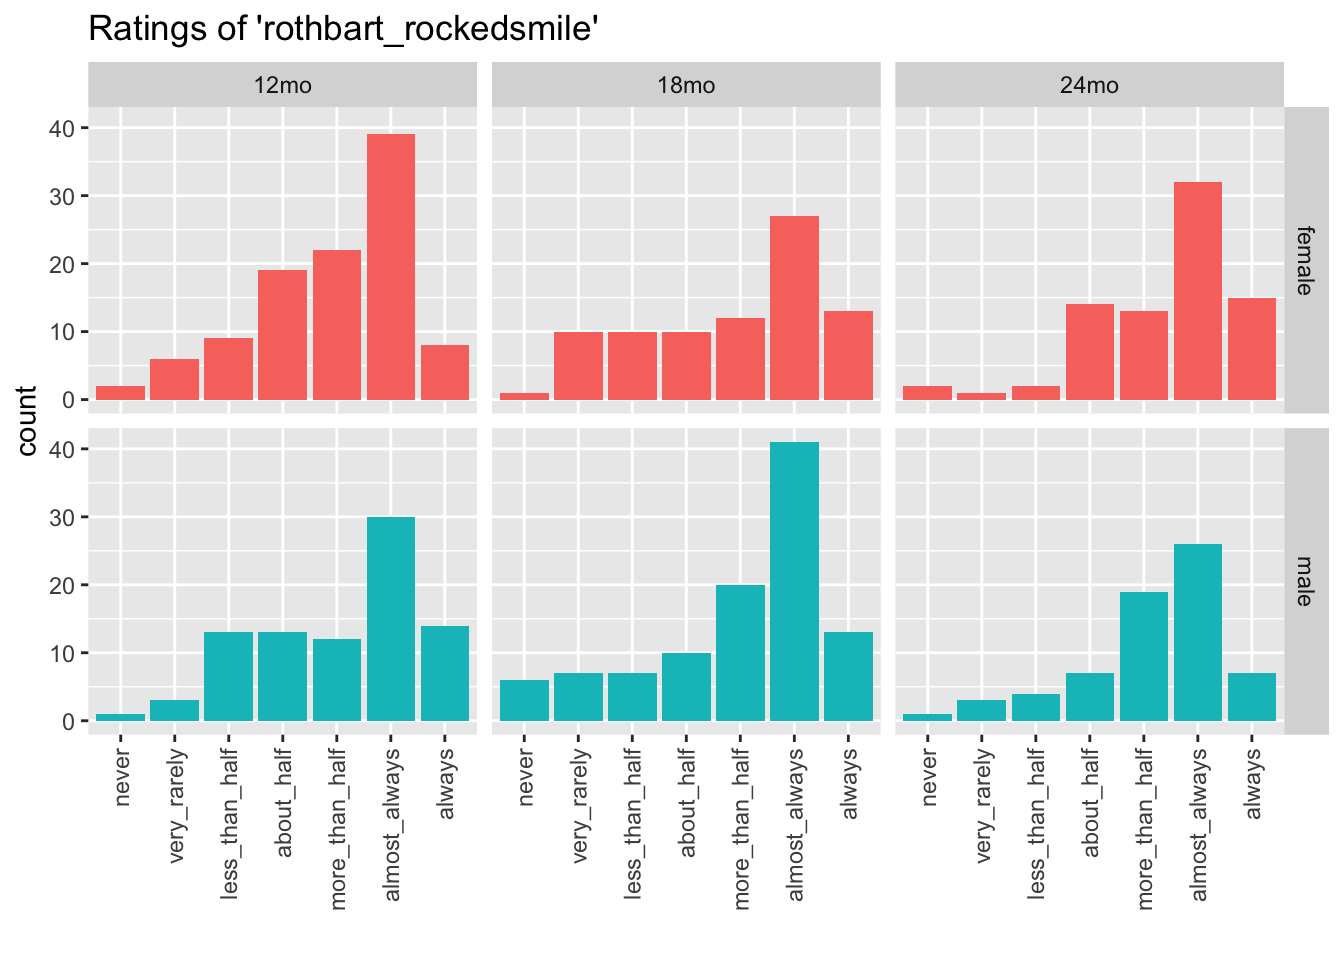 Ratings of 'rothbart_rockedsmile'
12mo 18mo 24mo
40
30
20
10
0
female
count
40
30
20
10
0
male
never very_rarely less_than_half about_half more_than_half almost_always always
never very_rarely less_than_half about_half more_than_half almost_always always
never very_rarely less_than_half about_half more_than_half almost_always always